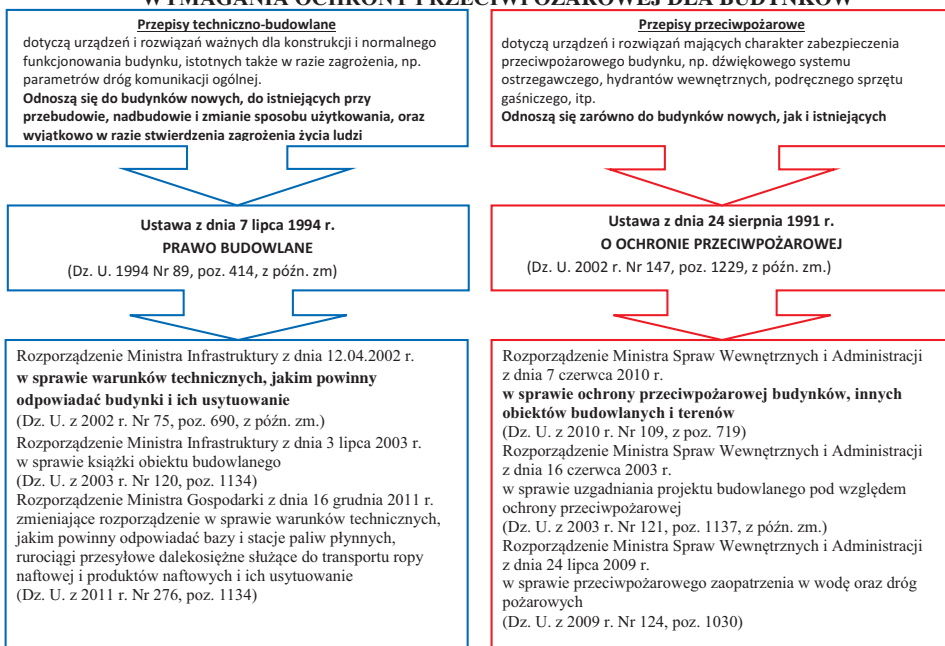 WYMAGANIA OCHRONY PRZECIWPOŻAROWEJ DLA BUDYNKÓW
Przepisy techniczno-budowlane
dotyczą urządzeń i rozwiązań ważnych dla konstrukcji i normalnego
funkcjonowania budynku, istotnych także w razie zagrożenia, np.
parametrów dróg komunikacji ogólnej.
Odnoszą się do budynków nowych, do istniejących przy
przebudowie, nadbudowie i zmianie sposobu użytkowania, oraz
wyjątkowo w razie stwierdzenia zagrożenia życia ludzi
Ustawa z dnia 7 lipca 1994 r.
PRAWO BUDOWLANE
(Dz. U. 1994 Nr 89, poz. 414, z późn. zm)
Rozporządzenie Ministra Infrastruktury z dnia 12.04.2002 r.
w sprawie warunków technicznych, jakim powinny
odpowiadać budynki i ich usytuowanie
(Dz. U. z 2002 r. Nr 75, poz. 690, z późn. zm.)
Rozporządzenie Ministra Infrastruktury z dnia 3 lipca 2003 r.
w sprawie książki obiektu budowlanego
(Dz. U. z 2003 r. Nr 120, poz. 1134)
Rozporządzenie Ministra Gospodarki z dnia 16 grudnia 2011 r.
zmieniające rozporządzenie w sprawie warunków technicznych,
jakim powinny odpowiadać bazy i stacje paliw płynnych,
rurociągi przesyłowe dalekosiężne służące do transportu ropy
naftowej i produktów naftowych i ich usytuowanie
(Dz. U. z 2011 r. Nr 276, poz. 1134)
Przepisy przeciwpożarowe
dotyczą urządzeń i rozwiązań mających charakter zabezpieczenia
przeciwpożarowego budynku, np. dźwiękowego systemu
ostrzegawczego, hydrantów wewnętrznych, podręcznego sprzętu
gaśniczego, itp.
Odnoszą się zarówno do budynków nowych, jak i istniejących
Ustawa z dnia 24 sierpnia 1991 r.
O OCHRONIE PRZECIWPOŻAROWEJ
(Dz. U. 2002 r. Nr 147, poz. 1229, z późn. zm.)
Rozporządzenie Ministra Spraw Wewnętrznych i Administracji
z dnia 7 czerwca 2010 r.
w sprawie ochrony przeciwpożarowej budynków, innych
obiektów budowlanych i terenów
(Dz. U. z 2010 r. Nr 109, z poz. 719)
Rozporządzenie Ministra Spraw Wewnętrznych i Administracji
z dnia 16 czerwca 2003 r.
w sprawie uzgadniania projektu budowlanego pod względem
ochrony przeciwpożarowej
(Dz. U. z 2003 r. Nr 121, poz. 1137, z późn. zm.)
Rozporządzenie Ministra Spraw Wewnętrznych i Administracji
z dnia 24 lipca 2009 r.
w sprawie przeciwpożarowego zaopatrzenia w wodę oraz dróg
pożarowych
(Dz. U. z 2009 r. Nr 124, poz. 1030)